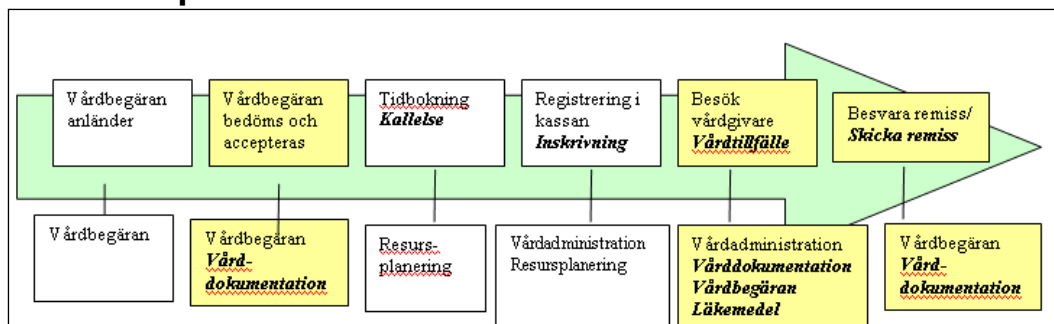 Vårdbegäran
anländer
Vårdbegäran
bedöms och
accepteras
Tidbokning
Kallelse
Registrering i
kassan
Inskrivning
Besök
vårdgivare
Vårdtillfälle
Besvara remiss/
Skicka remiss
Vårdbegäran
Vårdbegäran
Vård-
dokumentation
Resurs-
planering
Vårdadministration
Resursplanering
Vårdadministration
Vårddokumentation
Vårdbegäran
Läkemedel
Vårdbegäran
Vård-
dokumentation